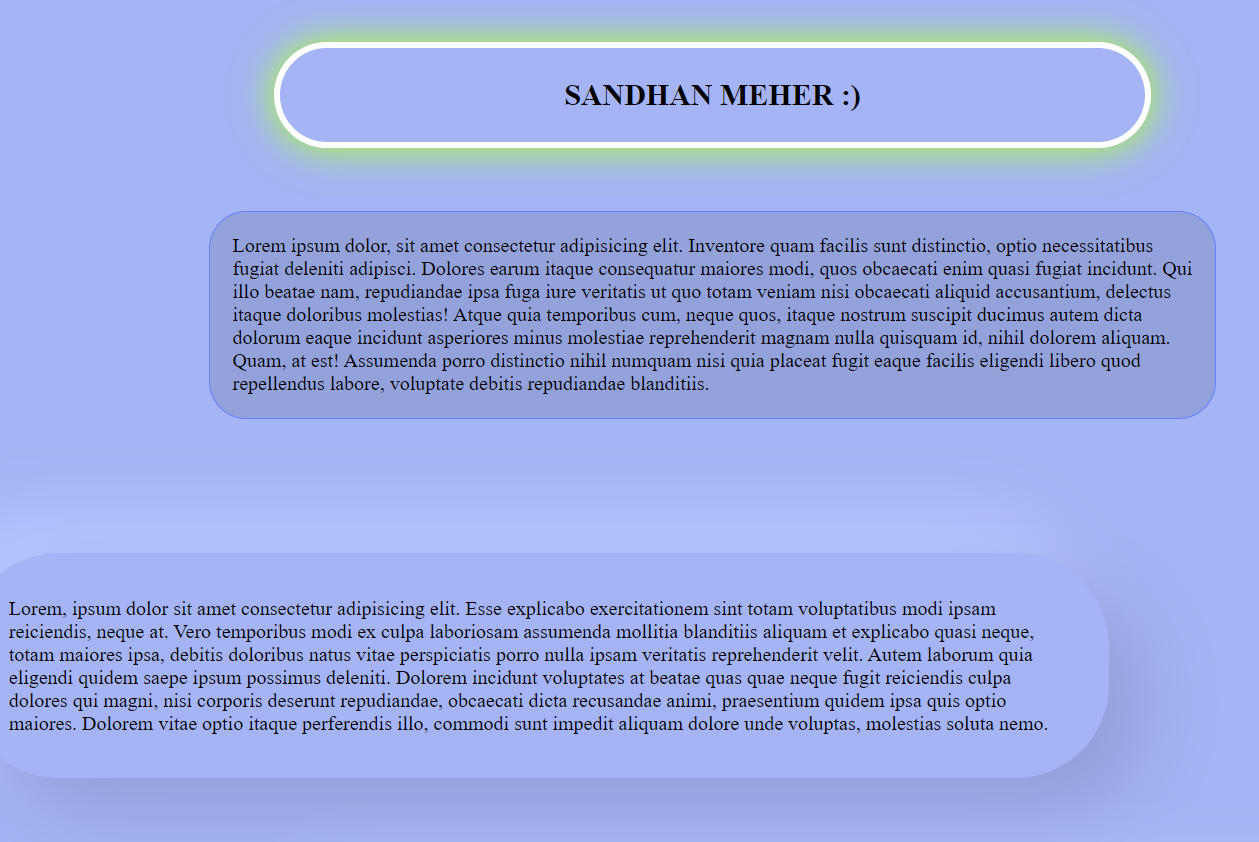 SANDHAN MEHER :)
Lorem ipsum dolor, sit amet consectetur adipisicing elit. Inventore quam facilis sunt distinctio, optio necessitatibus
fugiat deleniti adipisci. Dolores earum itaque consequatur maiores modi, quos obcaecati enim quasi fugiat incidunt. Qui
illo beatae nam, repudiandae ipsa fuga iure veritatis ut quo totam veniam nisi obcaecati aliquid accusantium, delectus
itaque doloribus molestias! Atque quia temporibus cum, neque quos, itaque nostrum suscipit ducimus autem dicta
dolorum eaque incidunt asperiores minus molestiae reprehenderit magnam nulla quisquam id, nihil dolorem aliquam.
Quam, at est! Assumenda porro distinctio nihil numquam nisi quia placeat fugit eaque facilis eligendi libero quod
repellendus labore, voluptate debitis repudiandae blanditiis.
Lorem, ipsum dolor sit amet consectetur adipisicing elit. Esse explicabo exercitationem sint totam voluptatibus modi ipsam
reiciendis, neque at. Vero temporibus modi ex culpa laboriosam assumenda mollitia blanditiis aliquam et explicabo quasi neque,
totam maiores ipsa, debitis doloribus natus vitae perspiciatis porro nulla ipsam veritatis reprehenderit velit. Autem laborum quia
eligendi quidem saepe ipsum possimus deleniti. Dolorem incidunt voluptates at beatae quas quae neque fugit reiciendis culpa
dolores qui magni, nisi corporis deserunt repudiandae, obcaecati dicta recusandae animi, praesentium quidem ipsa quis optio
maiores. Dolorem vitae optio itaque perferendis illo, commodi sunt impedit aliquam dolore unde voluptas, molestias soluta nemo.